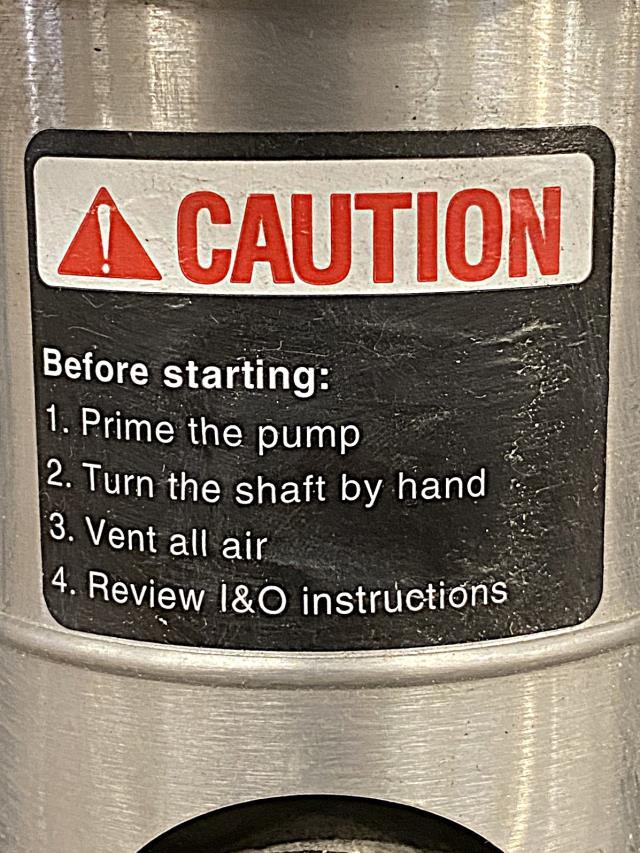 CAUTION
Before starting:
1. Prime the pump
2. Turn the shaft by hand
3. Vent all air
4. Review I&O instructions